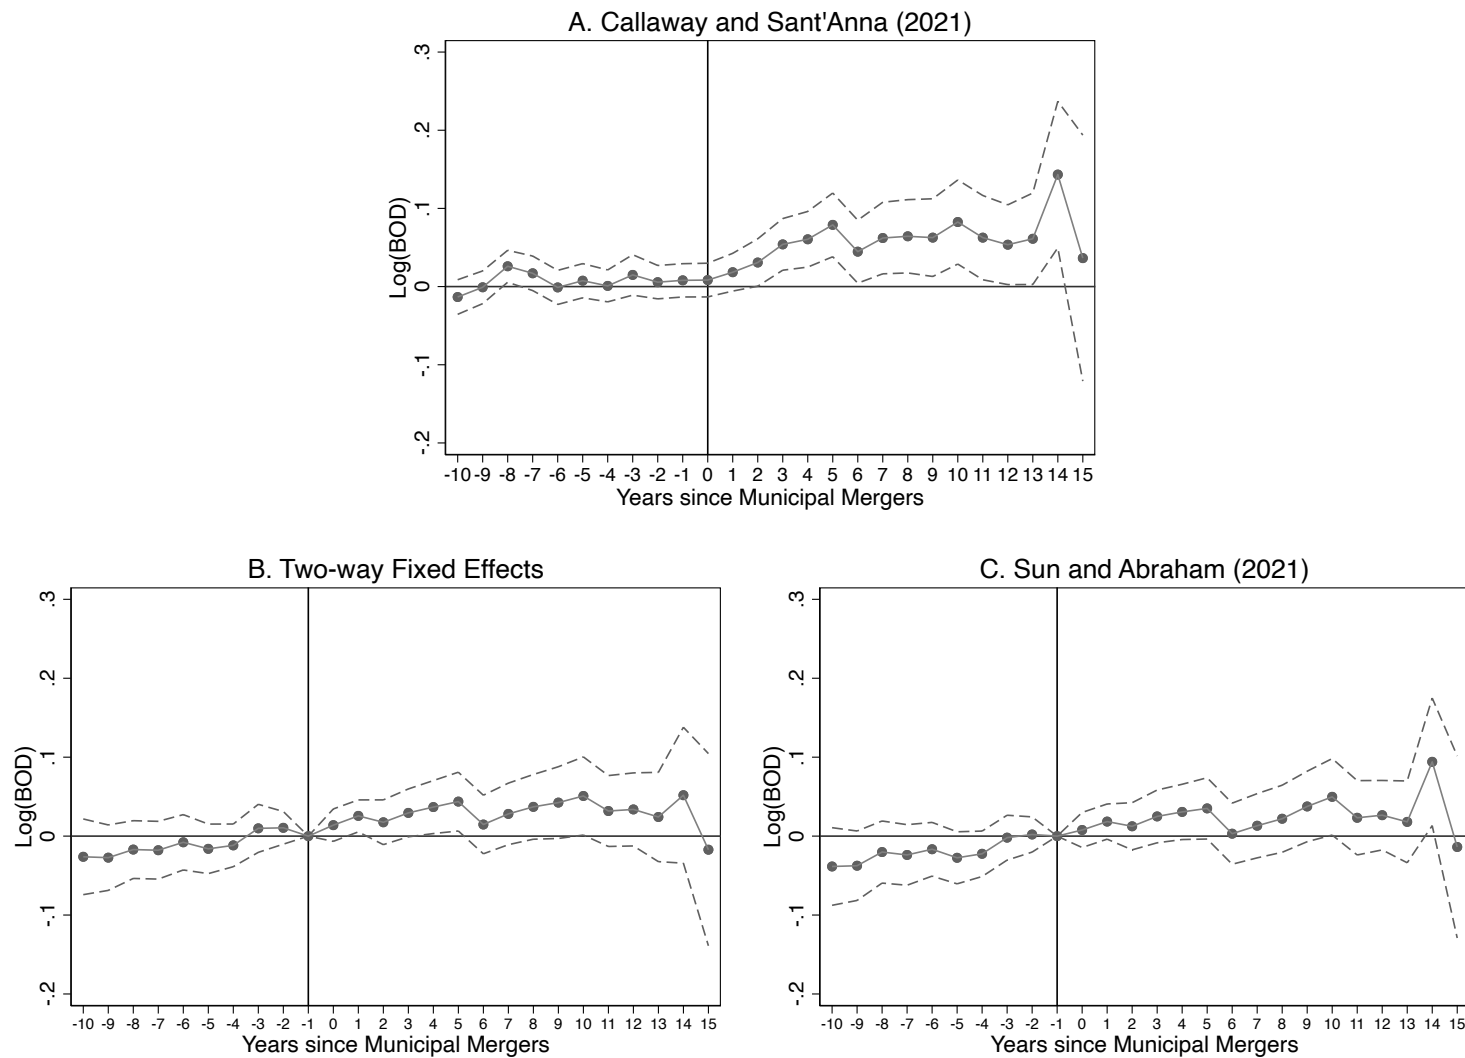 A. Callaway and Sant'Anna (2021)
.3
.2
.1
0
-.1
-.2
Log(BOD)
-10 -9 -8 -7 -6 -5 -4 -3 -2 -1 0 1 2 3 4 5 6 7 8 9 10 11 12 13 14 15
Years since Municipal Mergers
B. Two-way Fixed Effects
.3
.2
.1
0
-.1
-.2
Log(BOD)
-10 -9 -8 -7 -6 -5 -4 -3 -2 -1 0 1 2 3 4 5 6 7 8 9 10 11 12 13 14 15
Years since Municipal Mergers
C. Sun and Abraham (2021)
.3
.2
.1
0
-.1
-.2
Log(BOD)
-10 -9 -8 -7 -6 -5 -4 -3 -2 -1 0 1 2 3 4 5 6 7 8 9 10 11 12 13 14 15
Years since Municipal Mergers